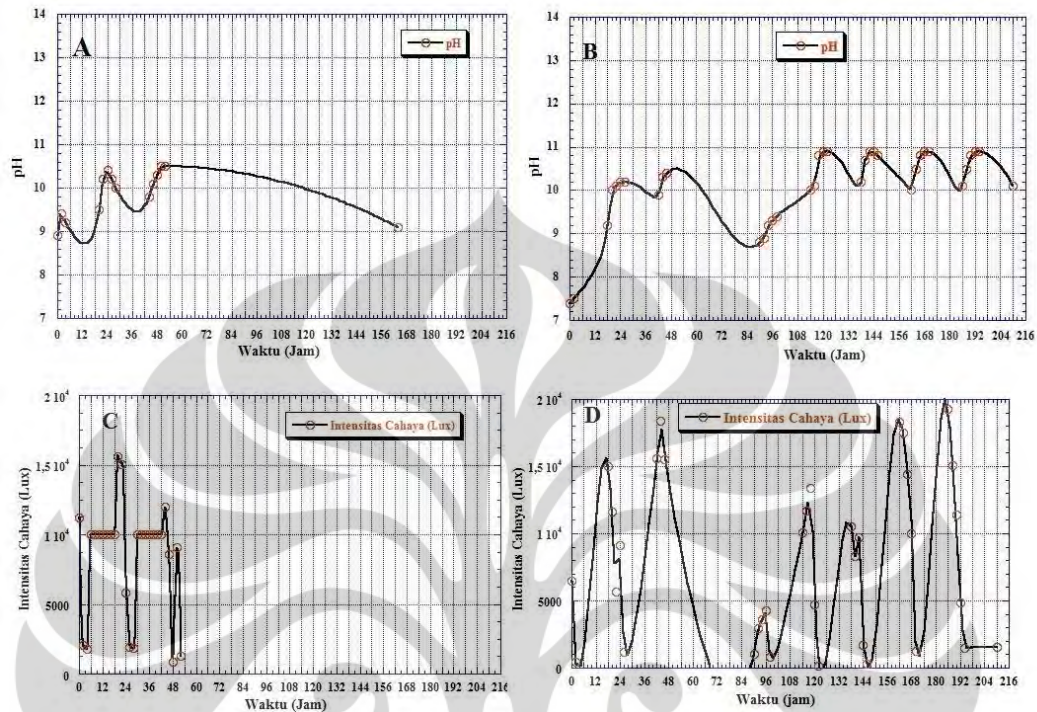 A
pH
14
13
12
11
10
9
8
7
pH
0 12 24 36 48 60 72 84 96 108 120 132 144 156 168 180 192 204 216
Waktu (Jam)
B
pH
14
13
12
11
10
9
8
7
pH
0 12 24 36 48 60 72 84 96 108 120 132 144 156 168 180 192 204 216
Waktu (Jam)
C
Intensitas Cahaya (Lux)
2 10⁴
1,5 10⁴
1 10⁴
5000
0
Intensitas Cahaya (Lux)
0 12 24 36 48 60 72 84 96 108 120 132 144 156 168 180 192 204 216
Waktu (Jam)
D
Intensitas Cahaya (Lux)
2 10⁴
1,5 10⁴
1 10⁴
5000
0
Intensitas Cahaya (Lux)
0 12 24 36 48 60 72 84 96 108 120 132 144 156 168 180 192 204 216
Waktu (jam)